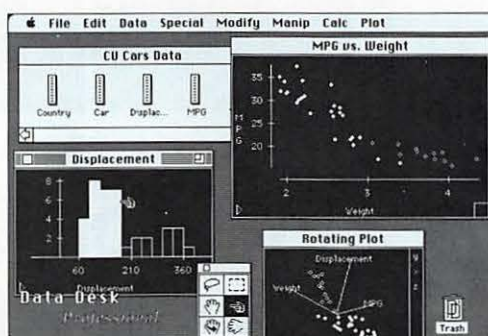 File Edit Data Special Modify Manip Calc Plot
CU Cars Data
Country Car Displac... MPG
MPG vs. Weight
35
30
25
20
MPG
2 3 4
Weight
Displacement
8
6
4
2
60 210 360
Displacement
Data Desk
Professional
Rotating Plot
Displacement
Weight
MPG
Trash